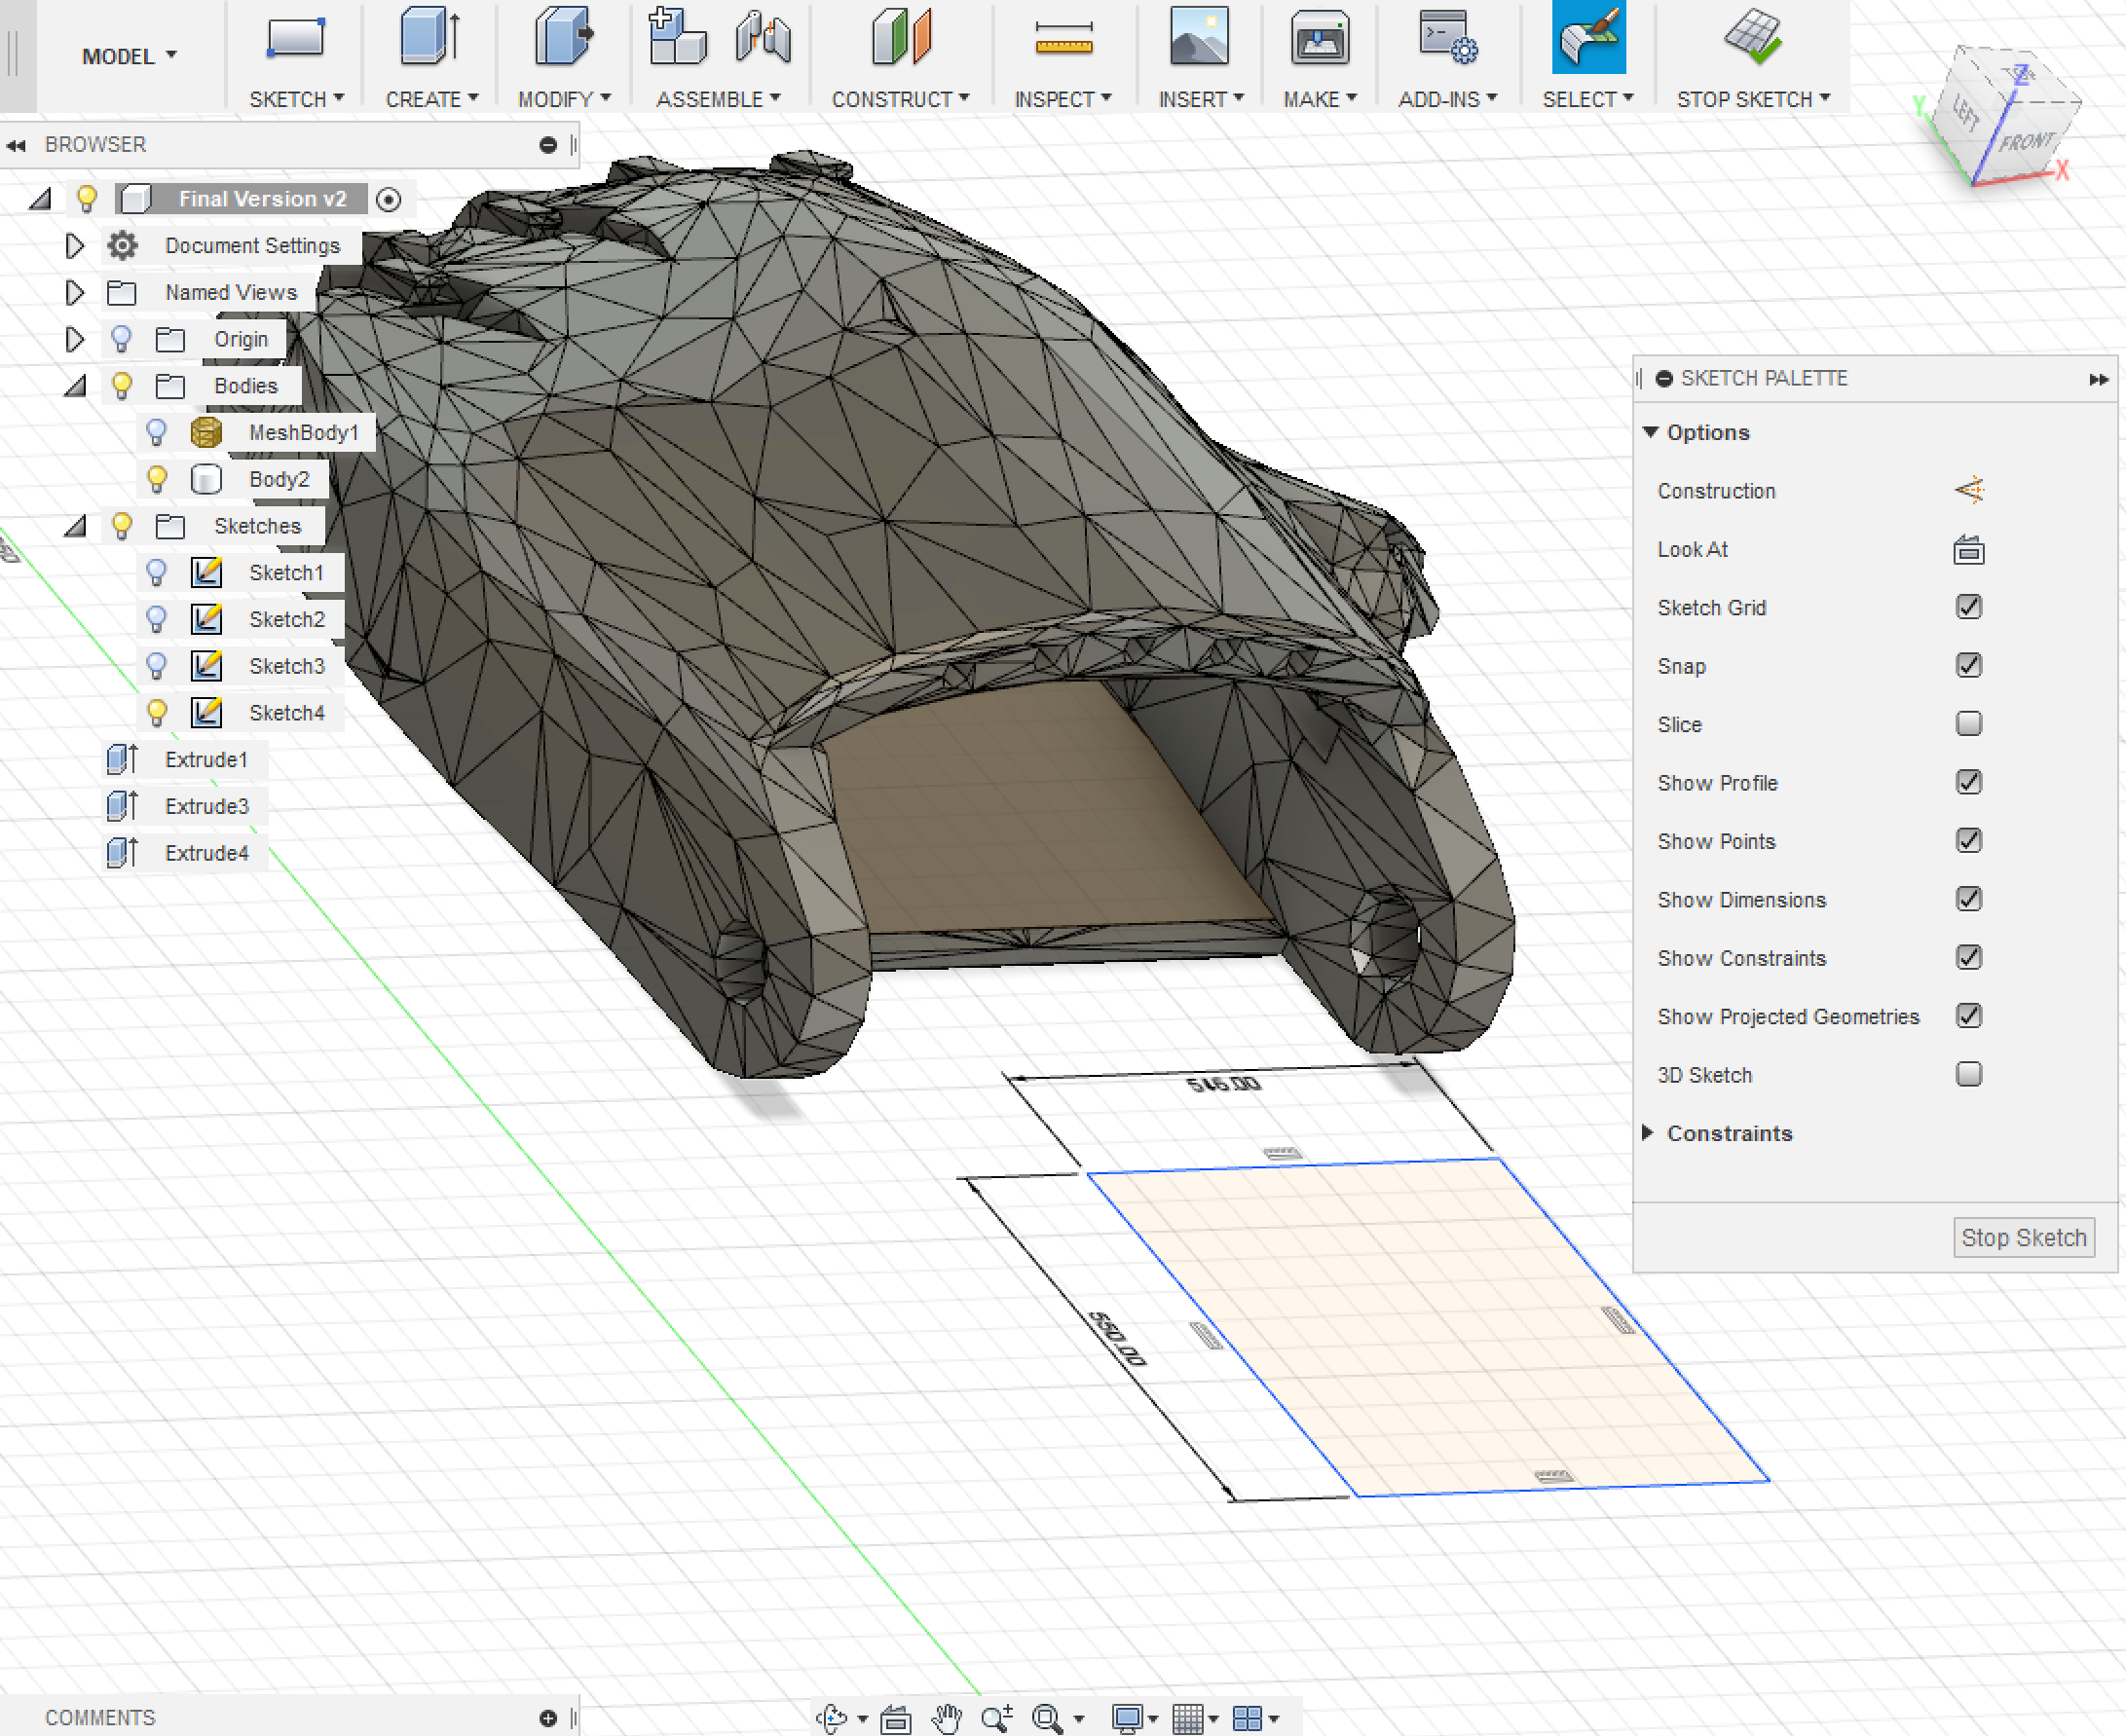 MODEL
SKETCH
CREATE
MODIFY
ASSEMBLE
CONSTRUCT
INSPECT
INSERT
MAKE
ADD-INS
SELECT
STOP SKETCH
Z
Y
LEFT
FRONT
X
BROWSER
Final Version v2
Document Settings
Named Views
Origin
Bodies
MeshBody1
Body2
Sketches
Sketch1
Sketch2
Sketch3
Sketch4
Extrude1
Extrude3
Extrude4
SKETCH PALETTE
Options
Construction
Look At
Sketch Grid
Snap
Slice
Show Profile
Show Points
Show Dimensions
Show Constraints
Show Projected Geometries
3D Sketch
Constraints
Stop Sketch
550.00
COMMENTS